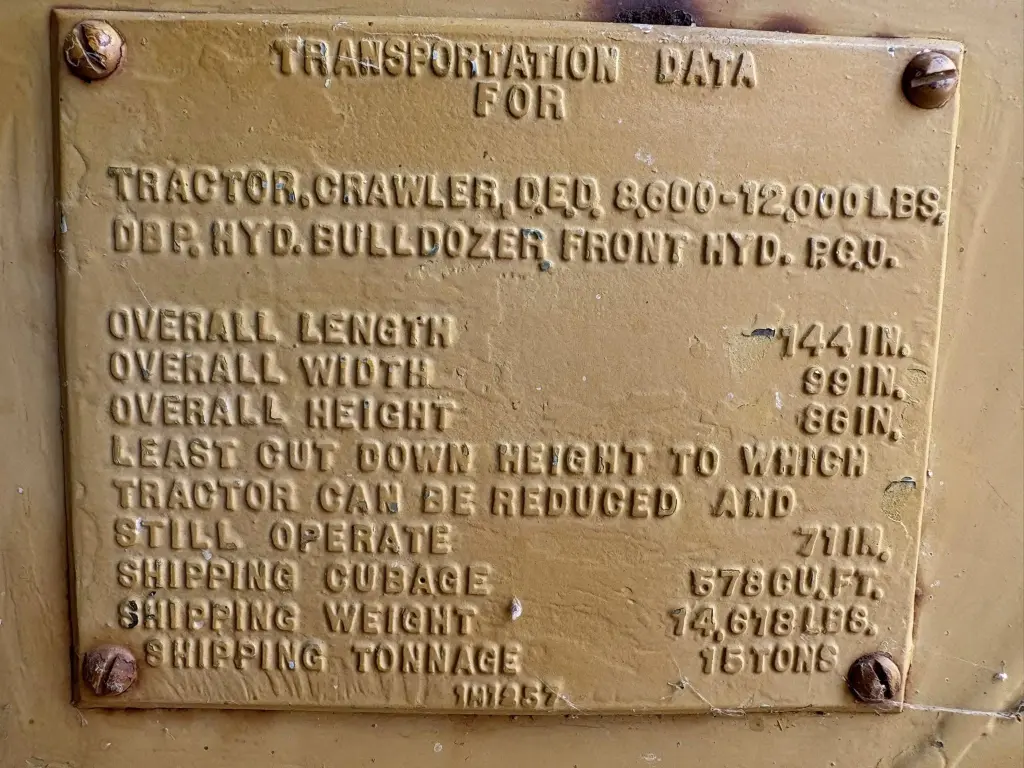 TRANSPORTATION DATA
FOR
TRACTOR, CRAWLER, D.E.D. 8,600-12,000 LBS,
DBP, HYD. BULLDOZER, FRONT HYD. P.C.U.
OVERALL LENGTH 144 IN.
OVERALL WIDTH 99 IN.
OVERALL HEIGHT 86 IN.
LEAST CUT DOWN HEIGHT TO WHICH
TRACTOR CAN BE REDUCED AND
STILL OPERATE 71 IN.
SHIPPING CUBAGE 578 CU. FT.
SHIPPING WEIGHT 14,678 LBS.
SHIPPING TONNAGE 15 TONS
1M1257